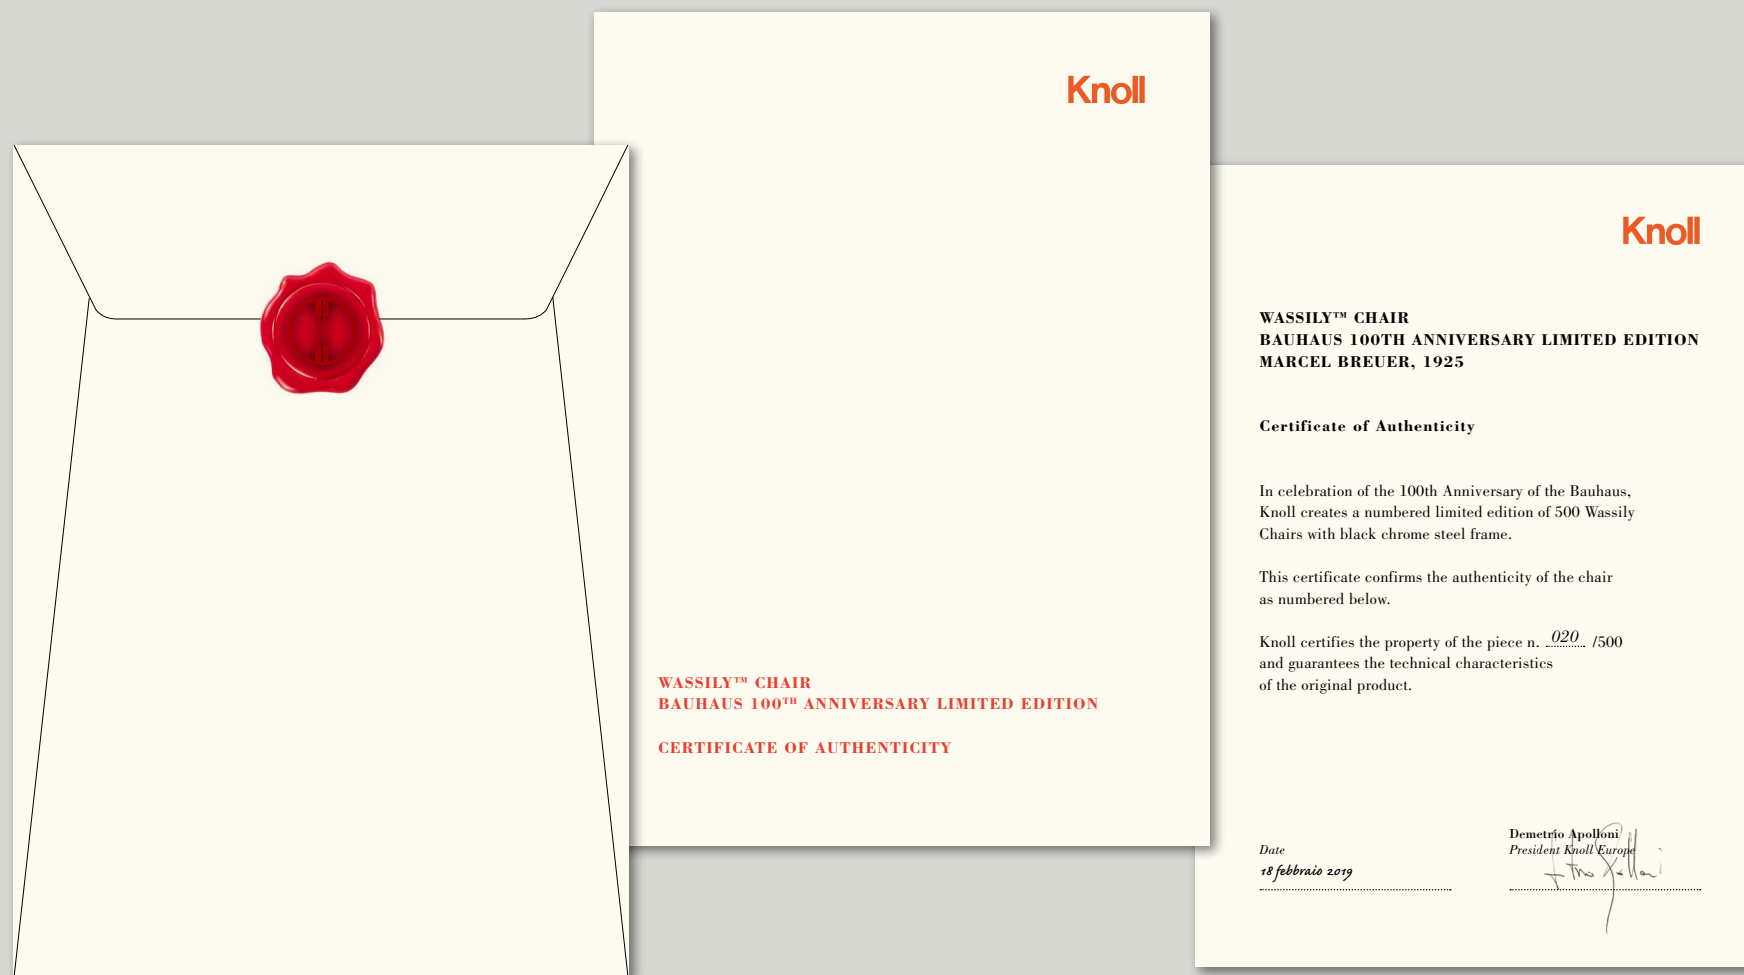 Knoll
WASSILY™ CHAIR
BAUHAUS 100TH ANNIVERSARY LIMITED EDITION
CERTIFICATE OF AUTHENTICITY
Knoll
WASSILY™ CHAIR
BAUHAUS 100TH ANNIVERSARY LIMITED EDITION
MARCEL BREUER, 1925
Certificate of Authenticity
In celebration of the 100th Anniversary of the Bauhaus,
Knoll creates a numbered limited edition of 500 Wassily
Chairs with black chrome steel frame.
This certificate confirms the authenticity of the chair
as numbered below.
Knoll certifies the property of the piece n. 020 /500
and guarantees the technical characteristics
of the original product.
Demetrio Apolloni
Date President Knoll Europe
18 febbraio 2019